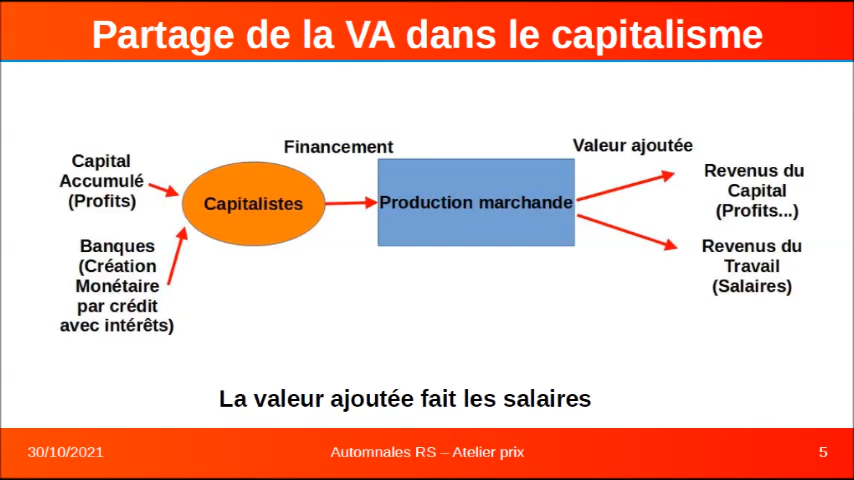 Partage de la VA dans le capitalisme
Financement
Valeur ajoutée
Capital
Accumulé
(Profits)
Capitalistes
Production marchande
Revenus du
Capital
(Profits...)
Banques
(Création
Monétaire
par crédit
avec intérêts)
Revenus du
Travail
(Salaires)
La valeur ajoutée fait les salaires
30/10/2021
Automnales RS – Atelier prix
5